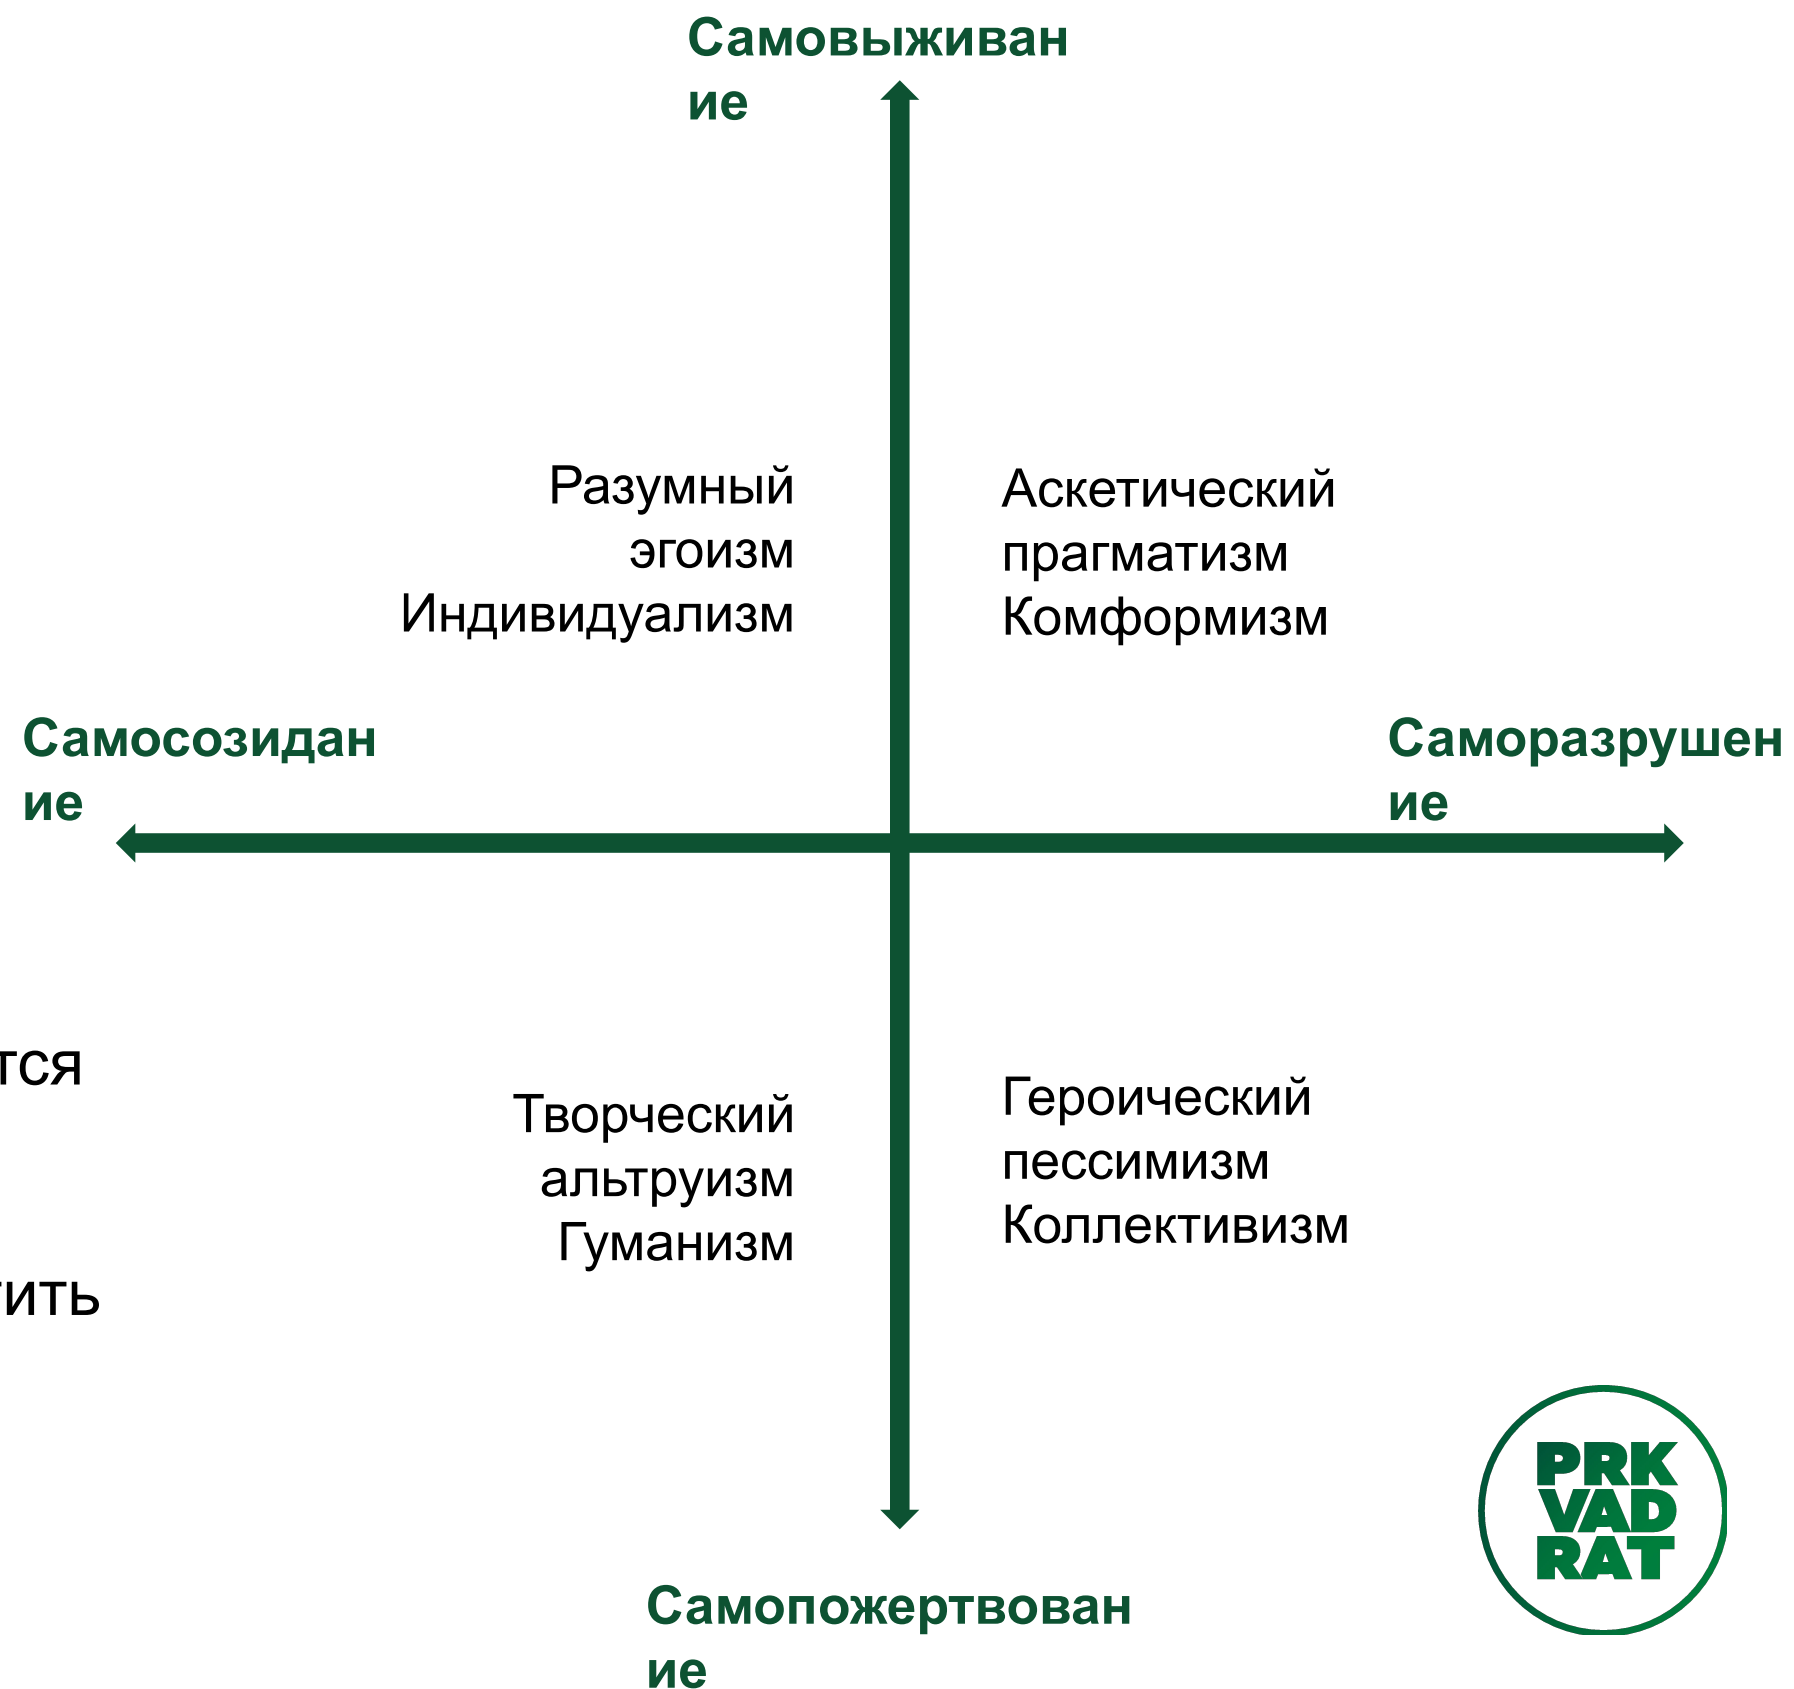 Самовыживан
ие
Разумный
эгоизм
Индивидуализм
Аскетический
прагматизм
Комформизм
Самосозидан
ие
Саморазрушен
ие
тся
Творческий
альтруизм
Гуманизм
Героический
пессимизм
Коллективизм
ить
PRK
VAD
RAT
Самопожертвован
ие